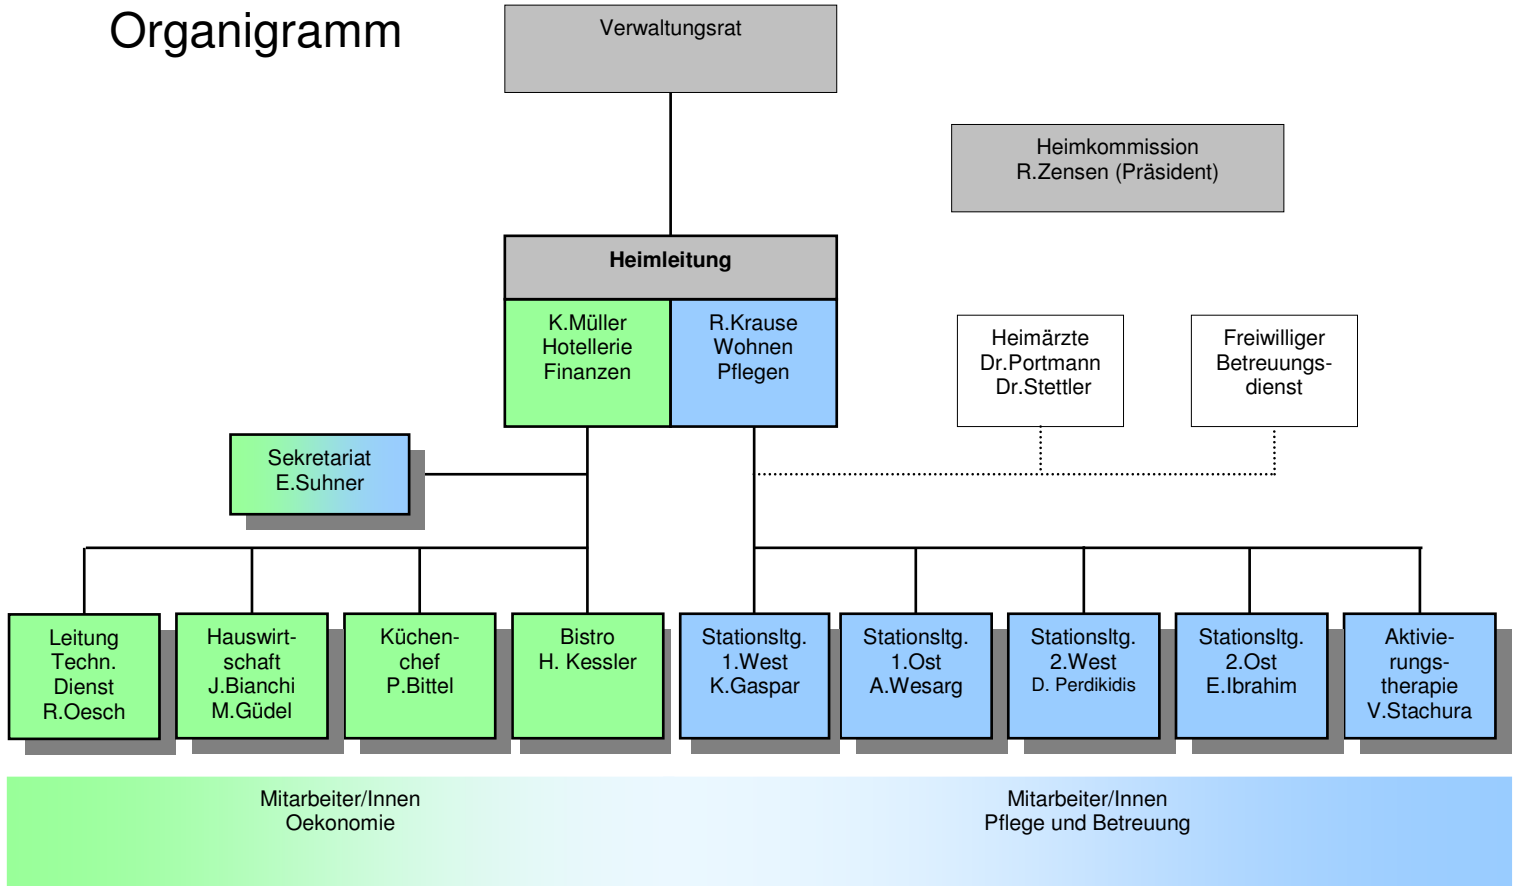 Organigramm
Verwaltungsrat
Heimkommission
R.Zensen (Präsident)
Heimleitung
K.Müller
Hotellerie
Finanzen
R.Krause
Wohnen
Pflegen
Heimärzte
Dr.Portmann
Dr.Stettler
Freiwilliger
Betreuungs-
dienst
Sekretariat
E.Suhner
Leitung
Techn.
Dienst
R.Oesch
Hauswirt-
schaft
J.Bianchi
M.Güdel
Küchen-
chef
P.Bittel
Bistro
H. Kessler
Stationsltg.
1.West
K.Gaspar
Stationsltg.
1.Ost
A.Wesarg
Stationsltg.
2.West
D. Perdikidis
Stationsltg.
2.Ost
E.Ibrahim
Aktivie-
rungs-
therapie
V.Stachura
Mitarbeiter/Innen
Oekonomie
Mitarbeiter/Innen
Pflege und Betreuung